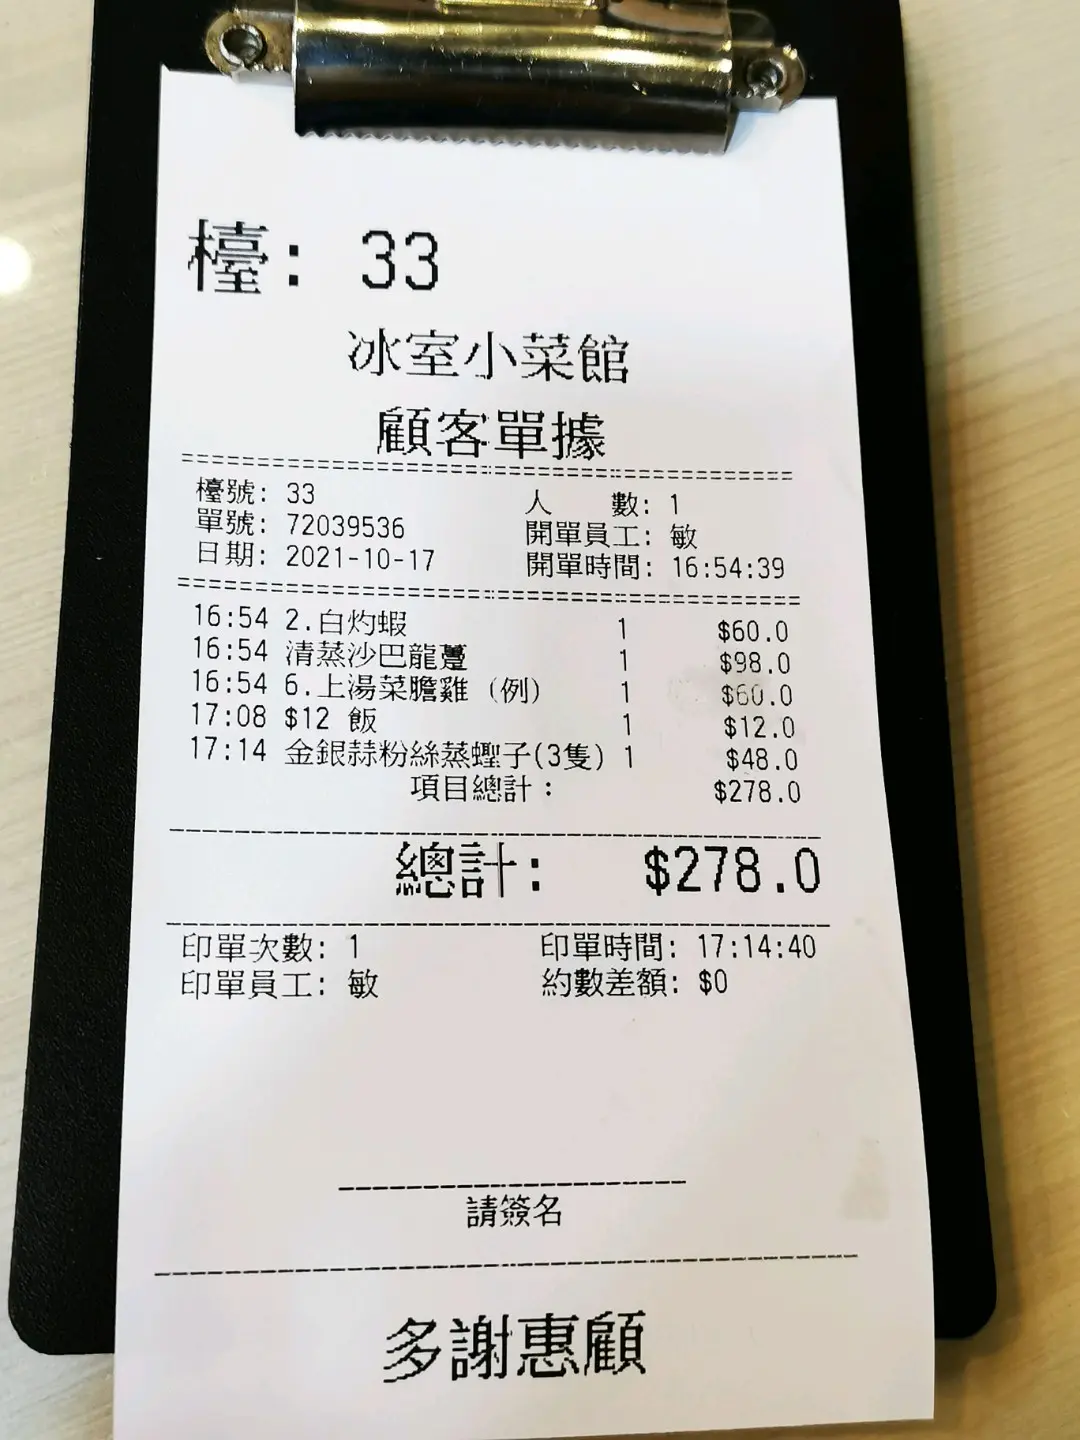 檯: 33
冰室小菜館
顧客單據
檯號: 33 人 數: 1
單號: 72039536 開單員工: 敏
日期: 2021-10-17 開單時間: 16:54:39
16:54 2.白灼蝦 1 $60.0
16:54 清蒸沙巴龍躉 1 $98.0
16:54 6.上湯菜膽雞 (例) 1 $60.0
17:08 $12 飯 1 $12.0
17:14 金銀蒜粉絲蒸蟶子(3隻) 1 $48.0
項目總計: $278.0
總計: $278.0
印單次數: 1 印單時間: 17:14:40
印單員工: 敏 約數差額: $0
請簽名
多謝惠顧